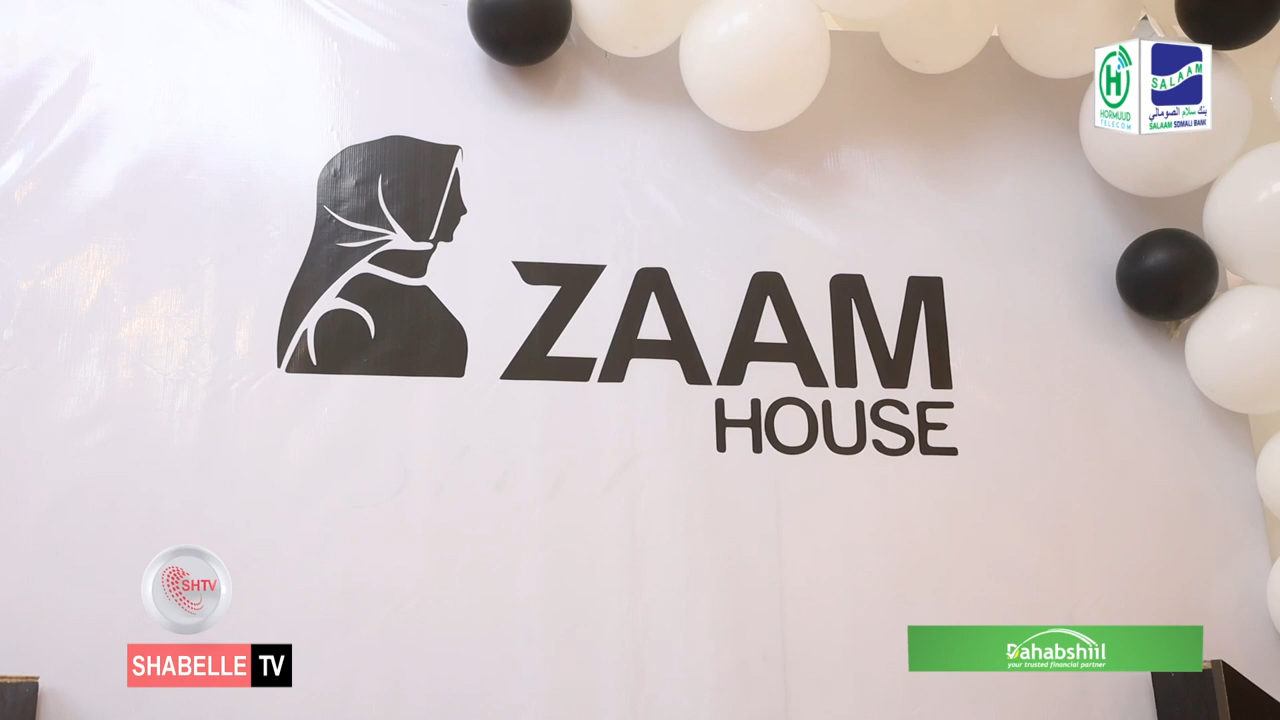 HORMUUD
TELECOM
SALAAM
بنك سلام الصومالي
SALAAM SOMALI BANK
ZAAM
HOUSE
SHTV
SHABELLE TV
Dahabshiil
your trusted financial partner